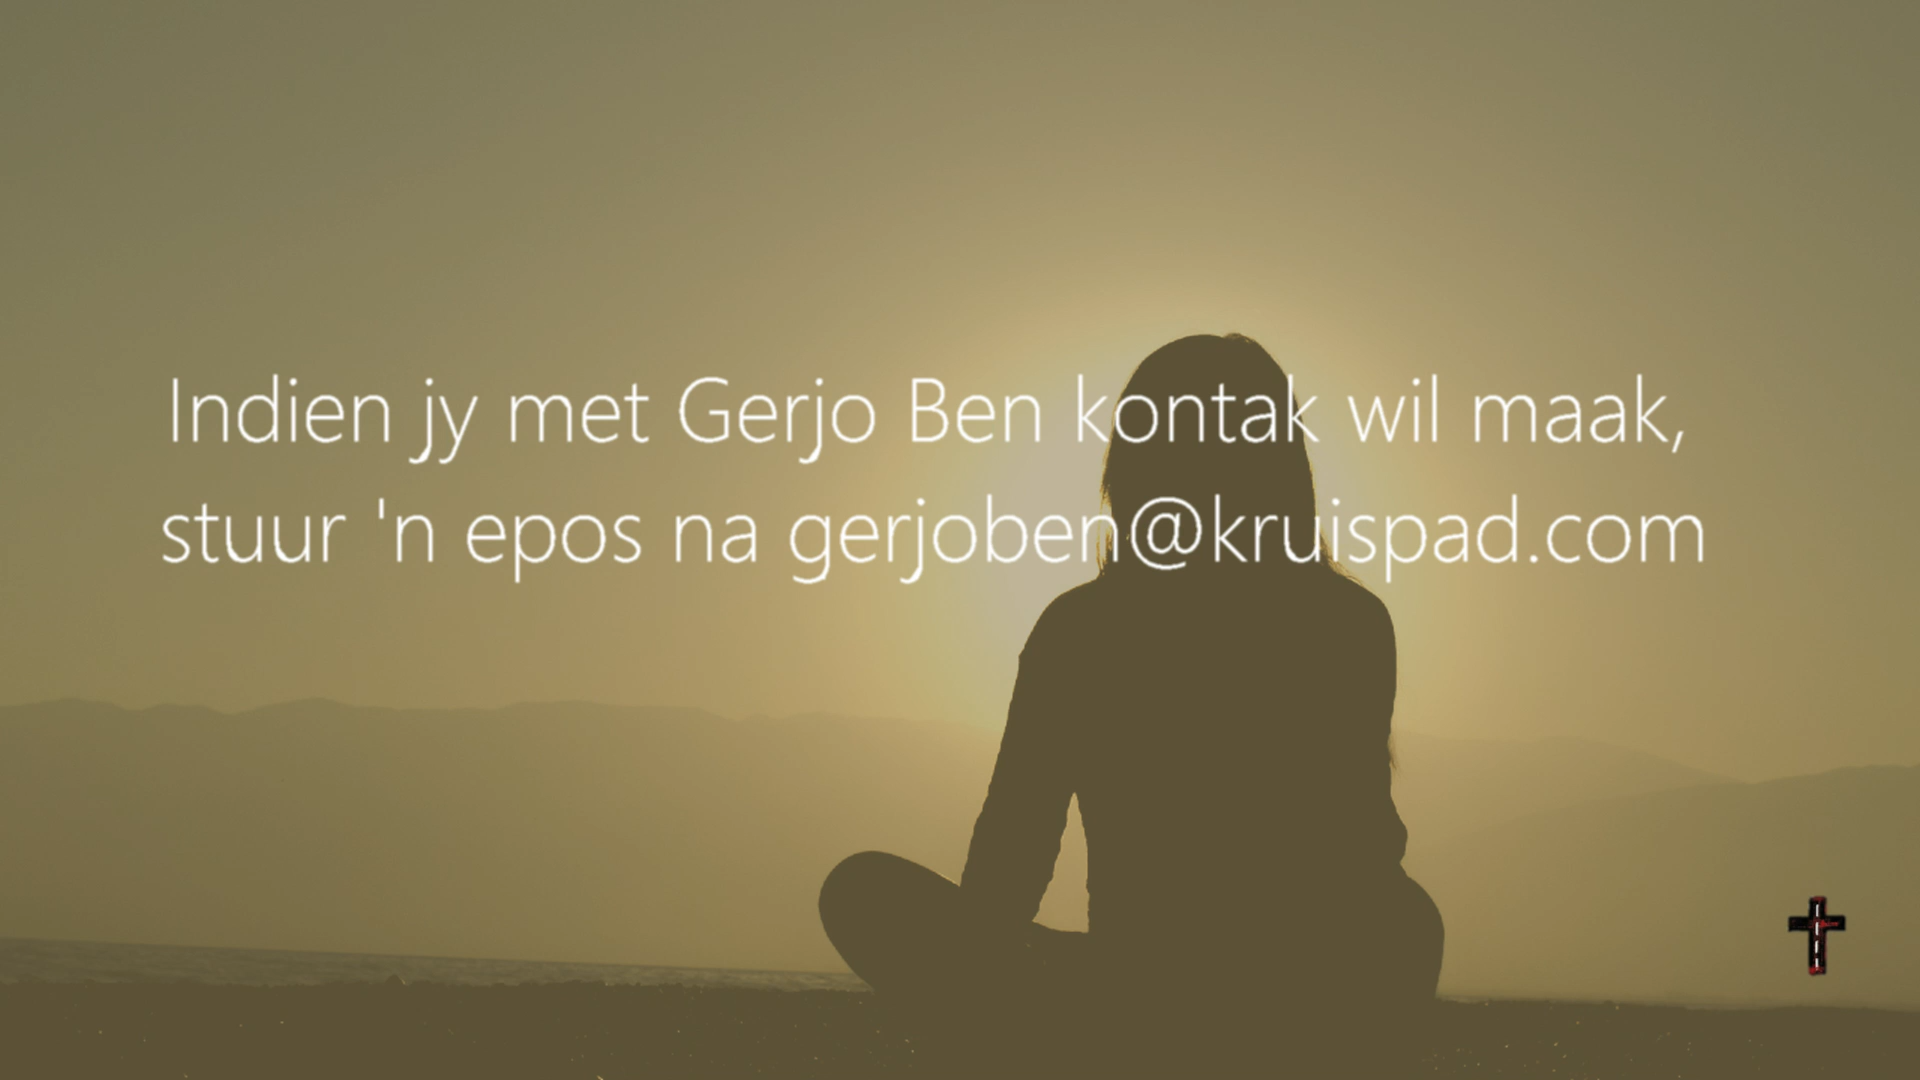 Indien jy met Gerjo Ben kontak wil maak,
stuur 'n epos na gerjoben@kruispad.com